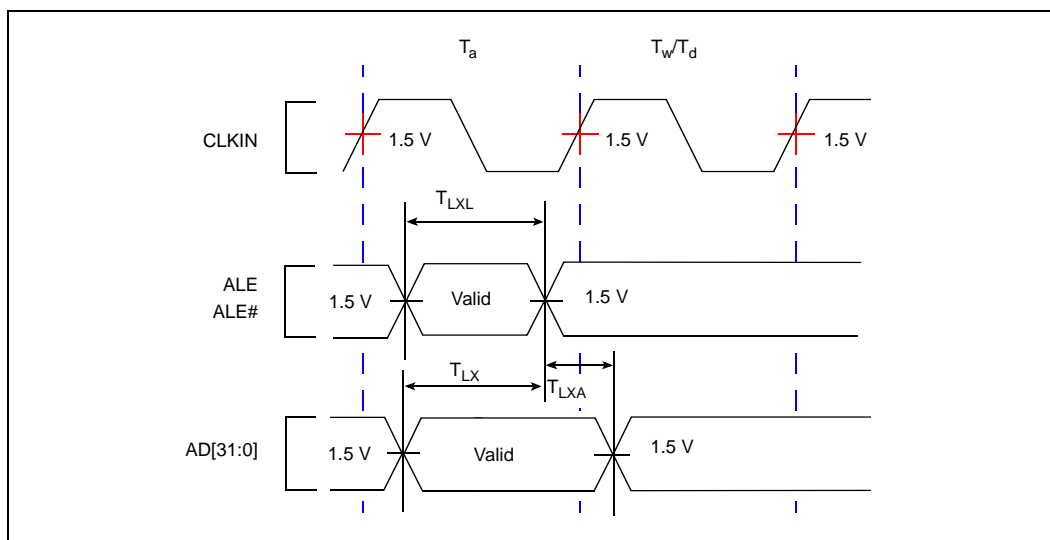 Ta Tw/Td
CLKIN 1.5 V 1.5 V 1.5 V
TLXL
ALE
ALE#
1.5 V Valid 1.5 V
TLX
TLXA
AD[31:0] 1.5 V Valid 1.5 V